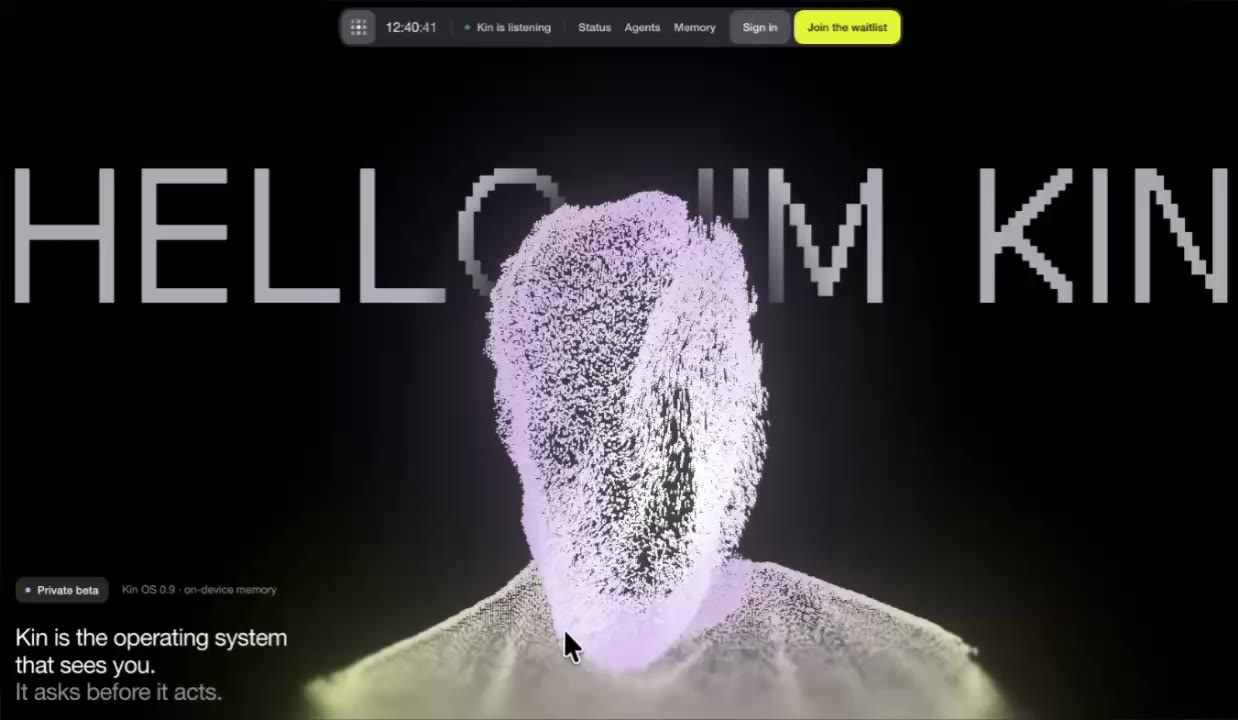 12:40:41 Kin is listening Status Agents Memory Sign in Join the waitlist
HELLO I'M KIN
Private beta Kin OS 0.9 · on-device memory
Kin is the operating system
that sees you.
It asks before it acts.